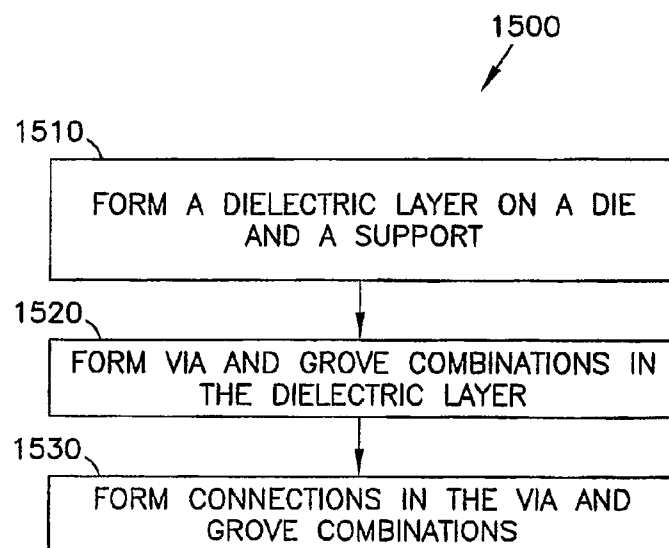 1500
1510
FORM A DIELECTRIC LAYER ON A DIE
AND A SUPPORT
1520
FORM VIA AND GROVE COMBINATIONS IN
THE DIELECTRIC LAYER
1530
FORM CONNECTIONS IN THE VIA AND
GROVE COMBINATIONS